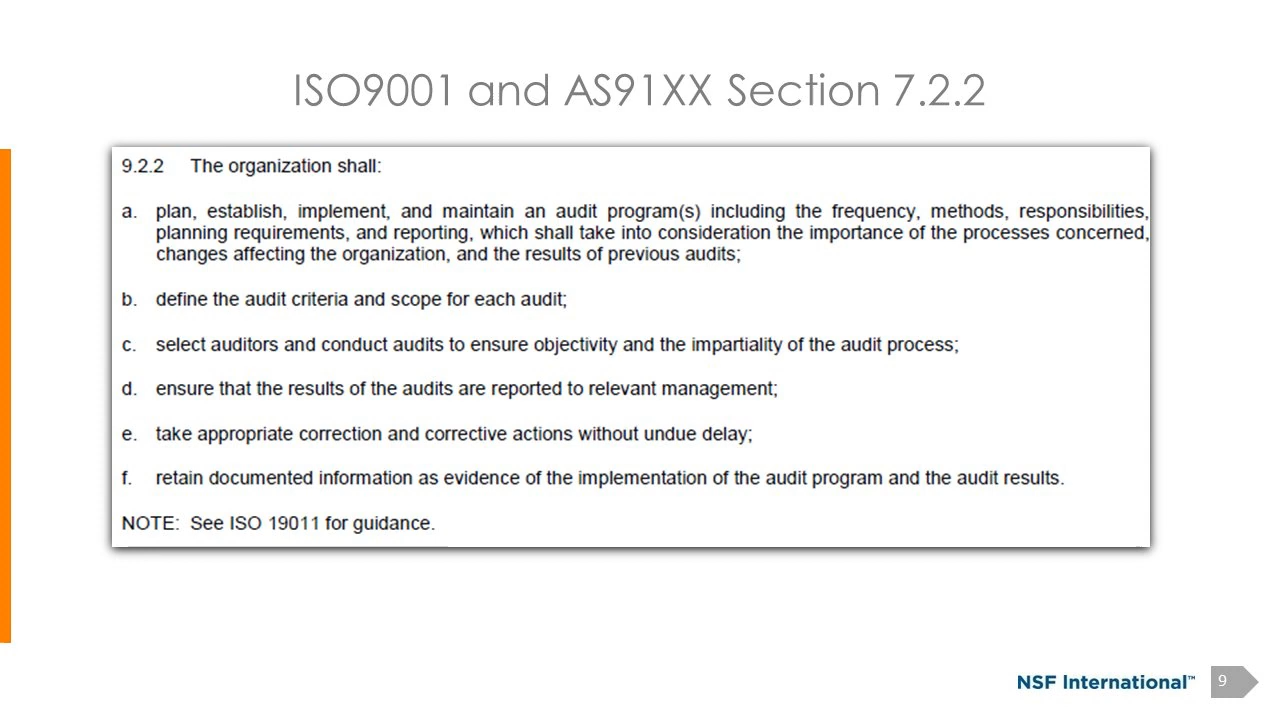 ISO9001 and AS91XX Section 7.2.2
9.2.2 The organization shall:
a. plan, establish, implement, and maintain an audit program(s) including the frequency, methods, responsibilities,
planning requirements, and reporting, which shall take into consideration the importance of the processes concerned,
changes affecting the organization, and the results of previous audits;
b. define the audit criteria and scope for each audit;
c. select auditors and conduct audits to ensure objectivity and the impartiality of the audit process;
d. ensure that the results of the audits are reported to relevant management;
e. take appropriate correction and corrective actions without undue delay;
f. retain documented information as evidence of the implementation of the audit program and the audit results.
NOTE: See ISO 19011 for guidance.
NSF International™ 9